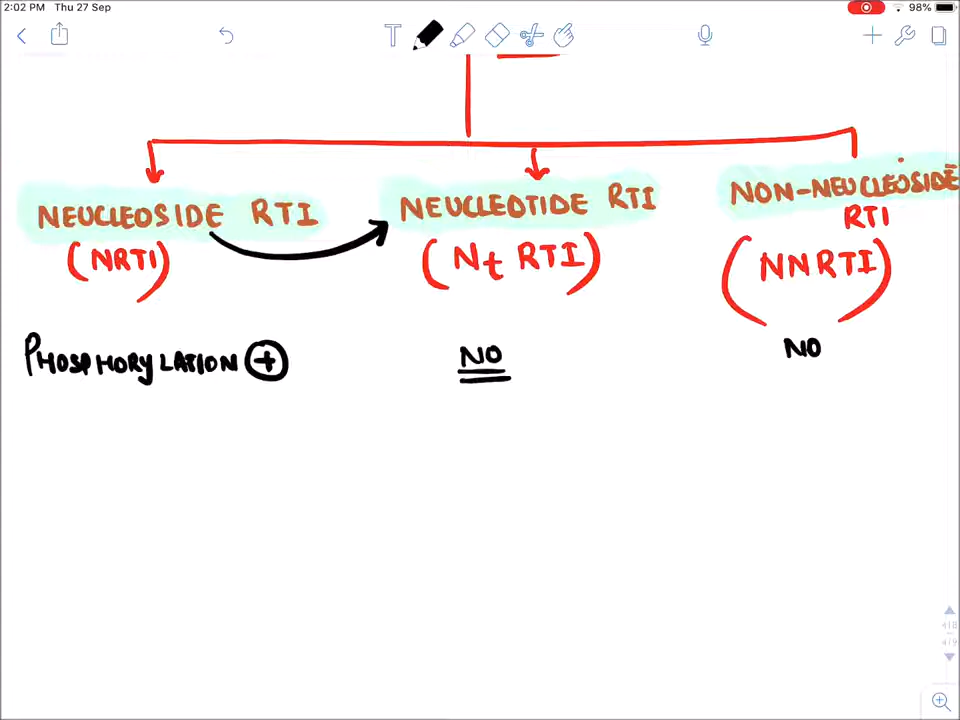 2:02 PM Thu 27 Sep 98%
T
NEUCLEOSIDE RTI
(NRTI)
NEUCLEOTIDE RTI
(Nt RTI)
NON-NEUCLEOSIDE
RTI
(NNRTI)
PHOSPHORYLATION +
NO
NO